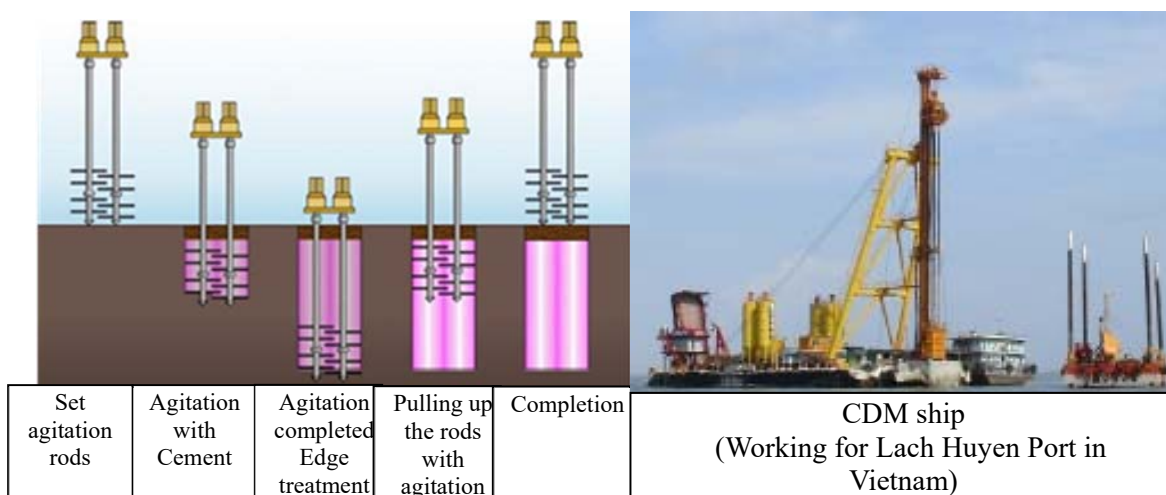 Set
agitation
rods
Agitation
with
Cement
Agitation
completed
Edge
treatment
Pulling up
the rods
with
agitation
Completion
CDM ship
(Working for Lach Huyen Port in
Vietnam)